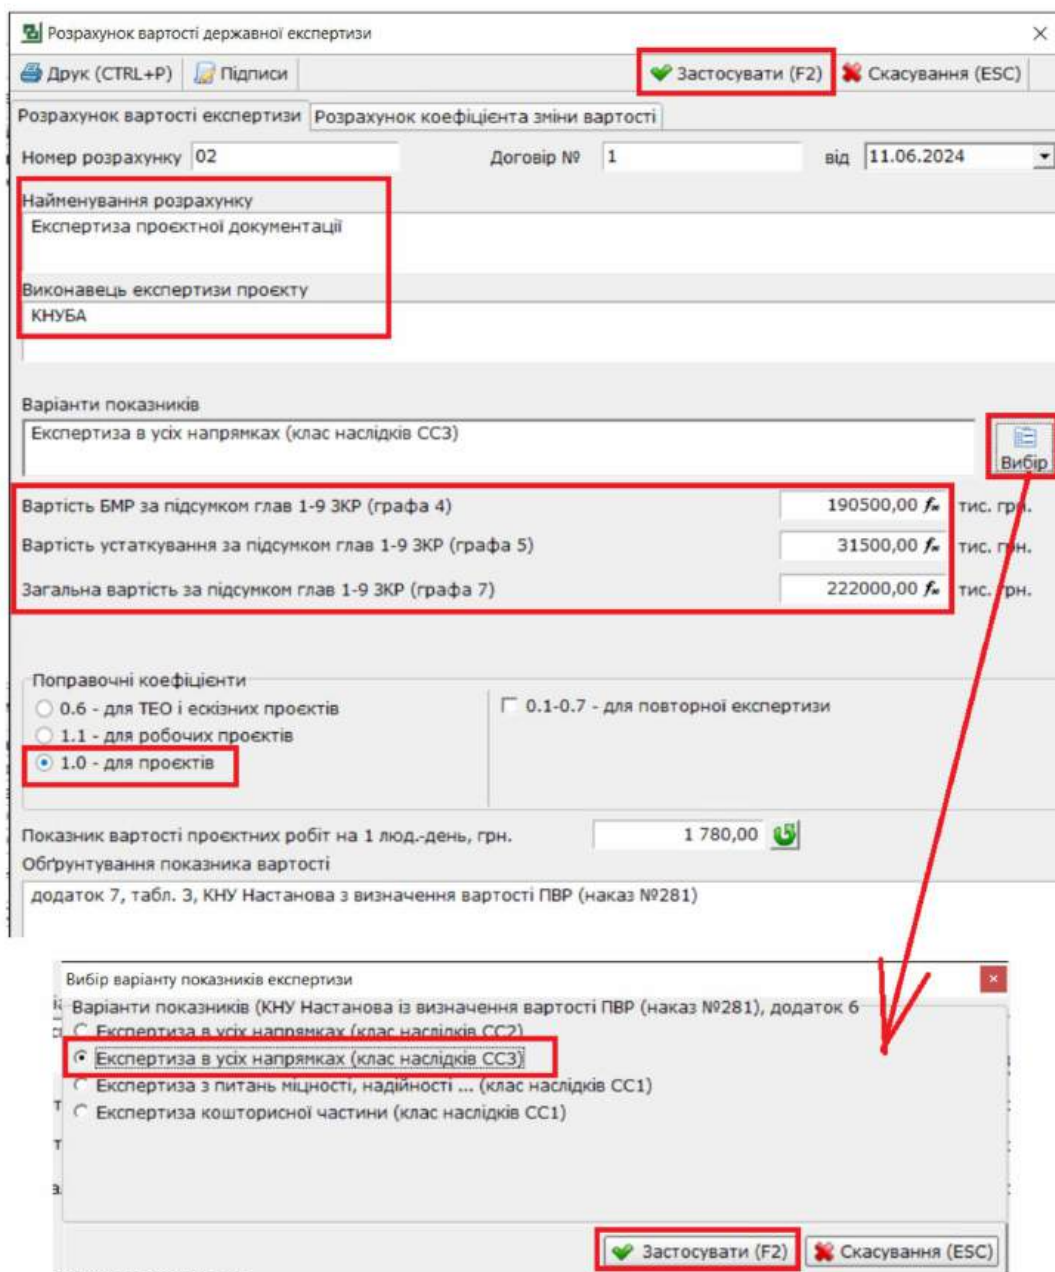 Розрахунок вартості державної експертизи
Друк (CTRL+P) Підписи Застосувати (F2) Скасування (ESC)
Розрахунок вартості експертизи Розрахунок коефіцієнта зміни вартості
Номер розрахунку 02 Договір № 1 від 11.06.2024
Найменування розрахунку
Експертиза проєктної документації
Виконавець експертизи проєкту
КНУБА
Варіанти показників
Експертиза в усіх напрямках (клас наслідків СС3)
Вибір
Вартість БМР за підсумком глав 1-9 ЗКР (графа 4) 190500,00 тис. грн.
Вартість устаткування за підсумком глав 1-9 ЗКР (графа 5) 31500,00 тис. грн.
Загальна вартість за підсумком глав 1-9 ЗКР (графа 7) 222000,00 тис. грн.
Поправочні коефіцієнти
0.6 - для ТЕО і ескізних проєктів 0.1-0.7 - для повторної експертизи
1.1 - для робочих проєктів
1.0 - для проєктів
Показник вартості проєктних робіт на 1 люд.-день, грн. 1 780,00
Обґрунтування показника вартості
додаток 7, табл. 3, КНУ Настанова з визначення вартості ПВР (наказ №281)
Вибір варіанту показників експертизи
Варіанти показників (КНУ Настанова із визначення вартості ПВР (наказ №281), додаток 6
Експертиза в усіх напрямках (клас наслідків СС2)
Експертиза в усіх напрямках (клас наслідків СС3)
Експертиза з питань міцності, надійності ... (клас наслідків СС1)
Експертиза кошторисної частини (клас наслідків СС1)
Застосувати (F2) Скасування (ESC)